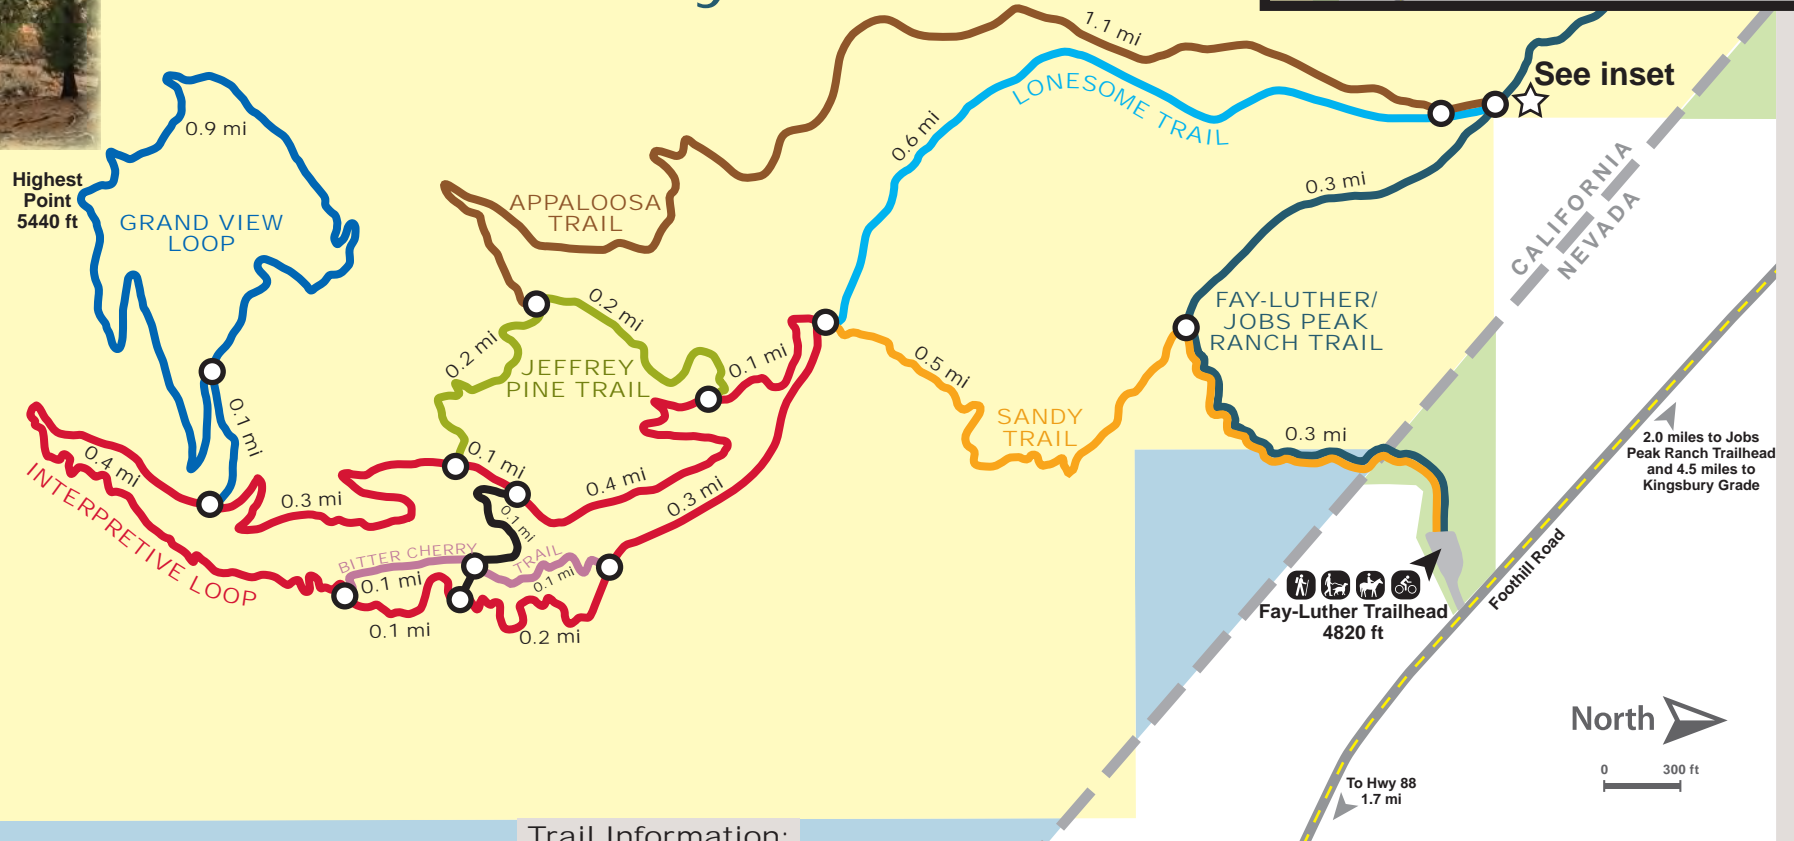 1.1 mi
See inset
LONESOME TRAIL
0.6 mi
0.9 mi
Highest
Point
5440 ft
GRAND VIEW
LOOP
APPALOOSA
TRAIL
0.3 mi
CALIFORNIA
NEVADA
0.2 mi
0.2 mi
JEFFREY
PINE TRAIL
0.1 mi
FAY-LUTHER/
JOBS PEAK
RANCH TRAIL
0.5 mi
SANDY
TRAIL
0.1 mi
0.4 mi
INTERPRETIVE LOOP
0.3 mi
0.1 mi
0.4 mi
0.3 mi
0.1 mi
0.3 mi
2.0 miles to Jobs
Peak Ranch Trailhead
and 4.5 miles to
Kingsbury Grade
BITTER CHERRY TRAIL
0.1 mi
0.1 mi
0.1 mi
0.2 mi
Foothill Road
Fay-Luther Trailhead
4820 ft
North
0 300 ft
To Hwy 88
1.7 mi
Trail Information: